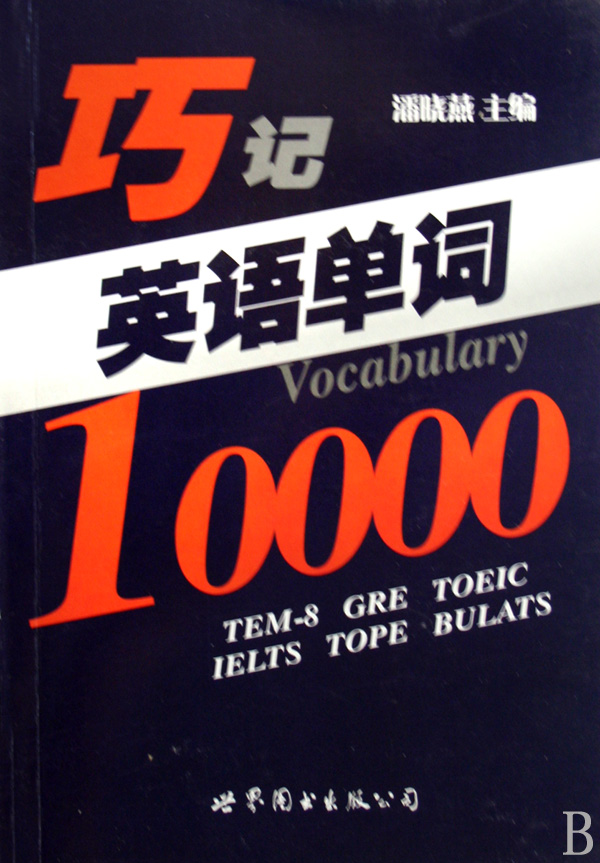 潘晓燕 主编
巧记
英语单词
Vocabulary
10000
TEM-8 GRE TOEIC
IELTS TOPE BULATS
世界图书出版公司
B